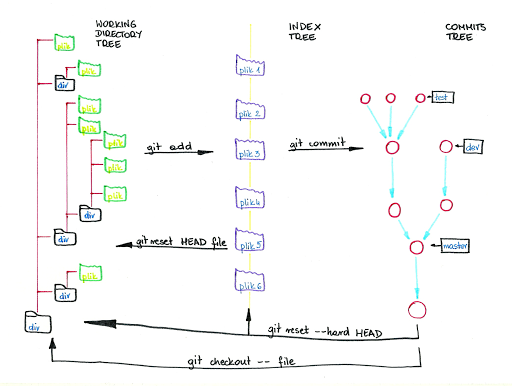 WORKING
DIRECTORY
TREE
INDEX
TREE
COMMITS
TREE
plik
plik
div
plik
plik
plik
plik
plik
div
div
plik
div
div
plik 1
plik 2
plik 3
plik 4
plik 5
plik 6
git add
git commit
test
dev
master
git reset HEAD file
git reset --hard HEAD
git checkout -- file